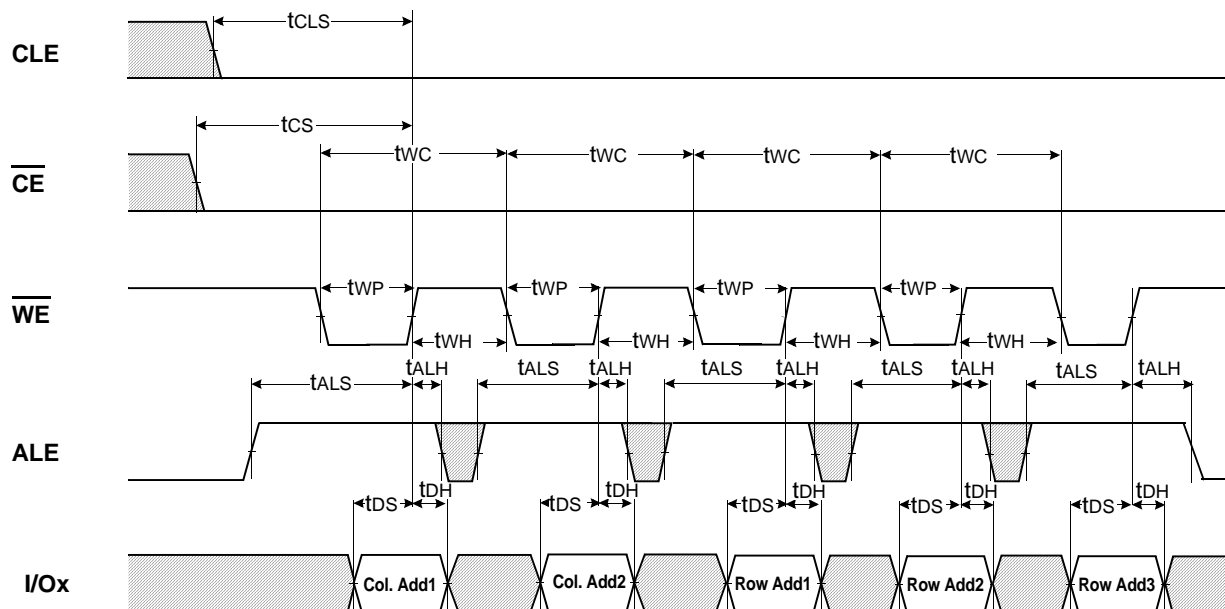 tCLS
CLE
tCS
tWC tWC tWC tWC
CE
tWP tWP tWP tWP
WE
tWH tWH tWH tWH
tALS tALH tALS tALH tALS tALH tALS tALH tALS tALH
ALE
tDS tDH tDS tDH tDS tDH tDS tDH tDS tDH
I/Ox Col. Add1 Col. Add2 Row Add1 Row Add2 Row Add3